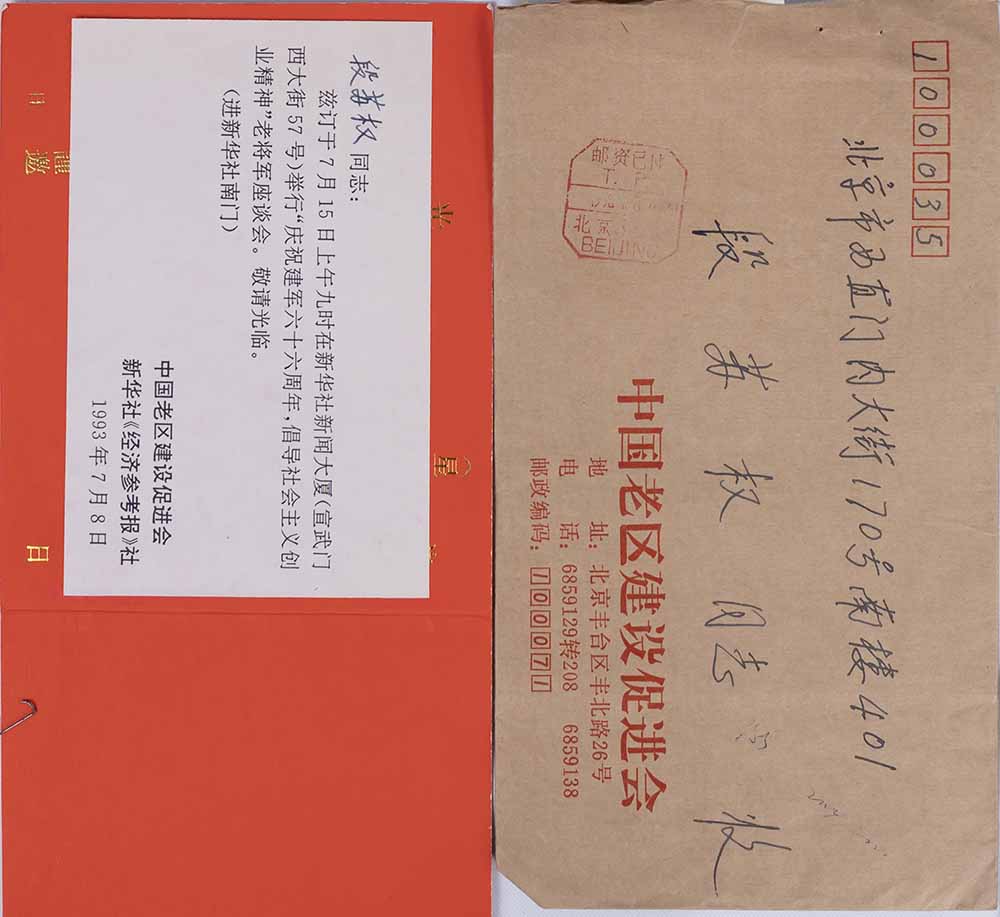 段苏权同志：
兹订于7月15日上午九时在新华社新闻大厦（宣武门
西大街57号）举行“庆祝建军六十六周年，倡导社会主义创
业精神”老将军座谈会。敬请光临。
（进新华社南门）
中国老区建设促进会
新华社《经济参考报》社
1993年7月8日
光
星
谨
邀
日
100035
北京市西直门内大街170号南楼401
段苏权同志收
邮资已付
北京
BEIJING
中国老区建设促进会
地址：北京丰台区丰北路26号
电话：6859129转208 6859138
邮政编码：100071